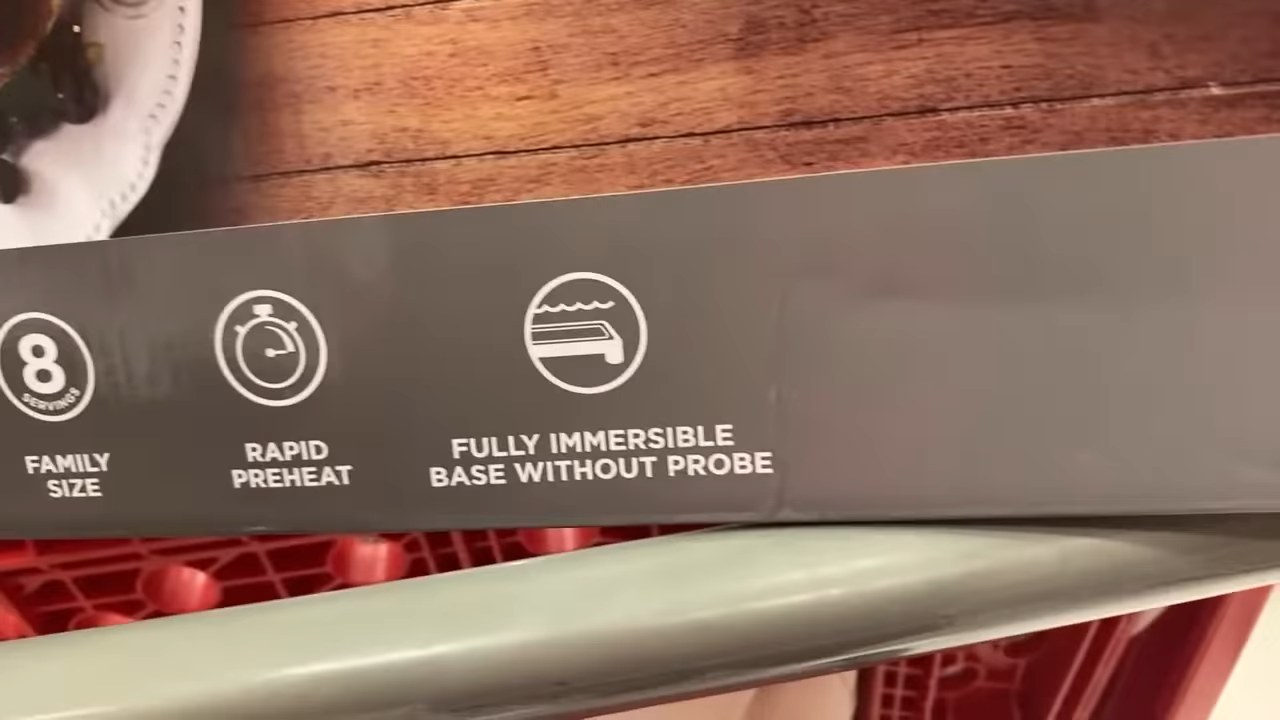 8
SERVINGS
FAMILY
SIZE
RAPID
PREHEAT
FULLY IMMERSIBLE
BASE WITHOUT PROBE